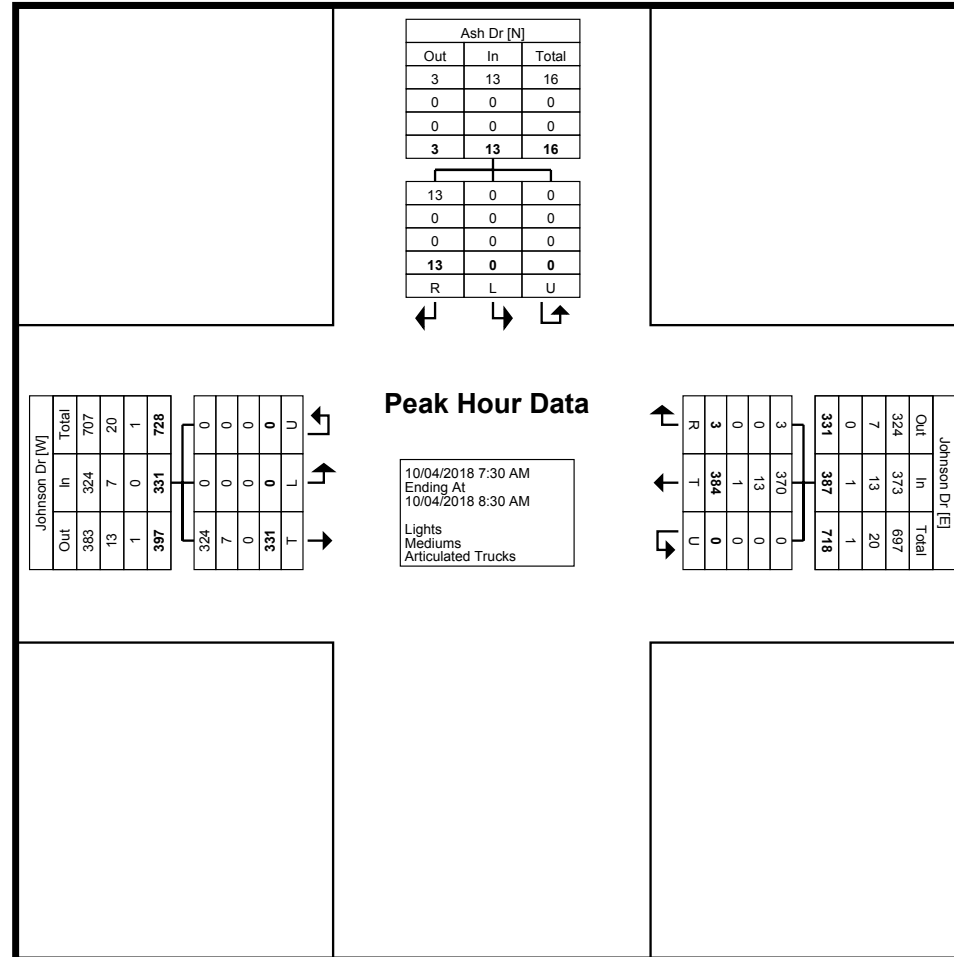 Ash Dr [N]
Out In Total
3 13 16
0 0 0
0 0 0
3 13 16
13 0 0
0 0 0
0 0 0
13 0 0
R L U
Peak Hour Data
10/04/2018 7:30 AM
Ending At
10/04/2018 8:30 AM
Lights
Mediums
Articulated Trucks
Johnson Dr [W]
Out In Total
383 324 707
13 7 20
1 0 1
397 331 728
324 0 0
7 0 0
0 0 0
331 0 0
T L U
Johnson Dr [E]
Out In Total
324 373 697
7 13 20
0 1 1
331 387 718
3 370 0
0 13 0
0 1 0
3 384 0
R T U